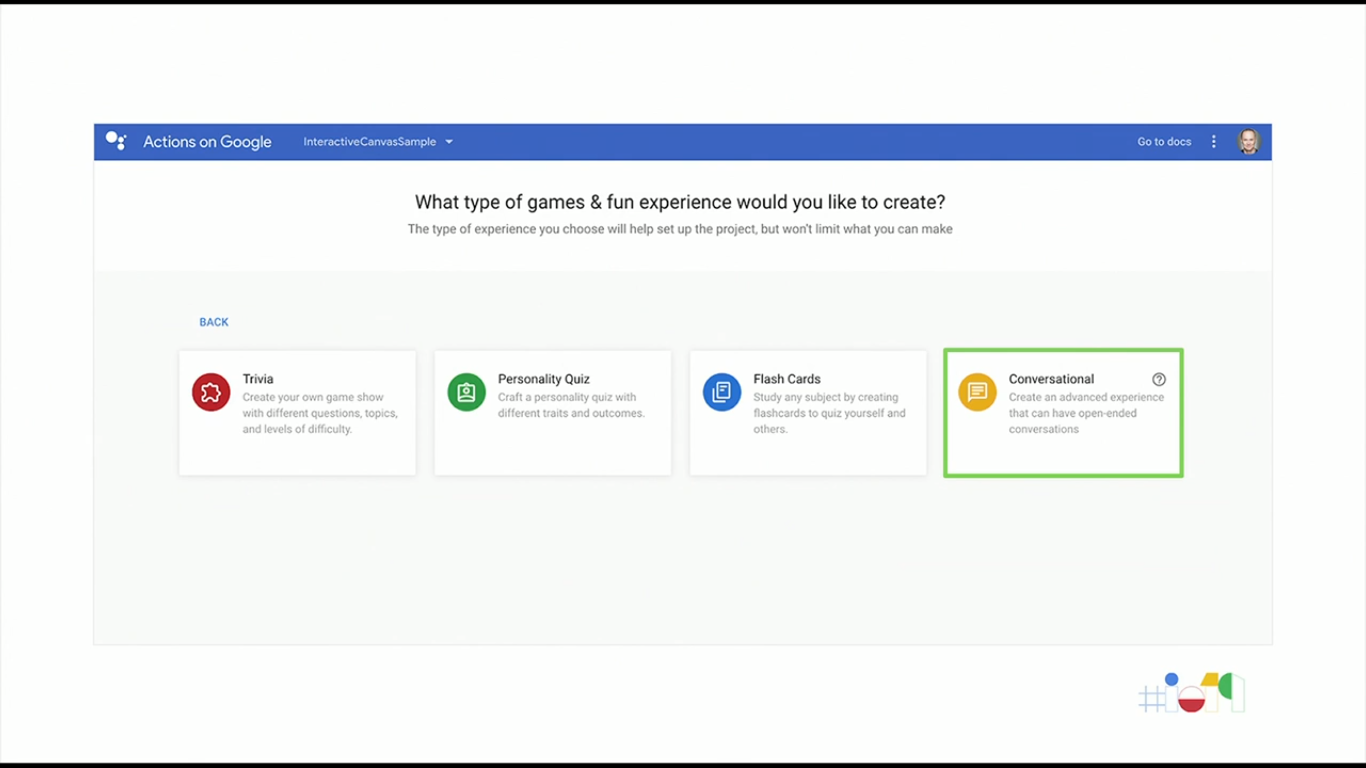 Actions on Google
InteractiveCanvasSample
Go to docs
What type of games & fun experience would you like to create?
The type of experience you choose will help set up the project, but won't limit what you can make
BACK
Trivia
Create your own game show
with different questions, topics,
and levels of difficulty.
Personality Quiz
Craft a personality quiz with
different traits and outcomes.
Flash Cards
Study any subject by creating
flashcards to quiz yourself and
others.
Conversational
Create an advanced experience
that can have open-ended
conversations
#io19